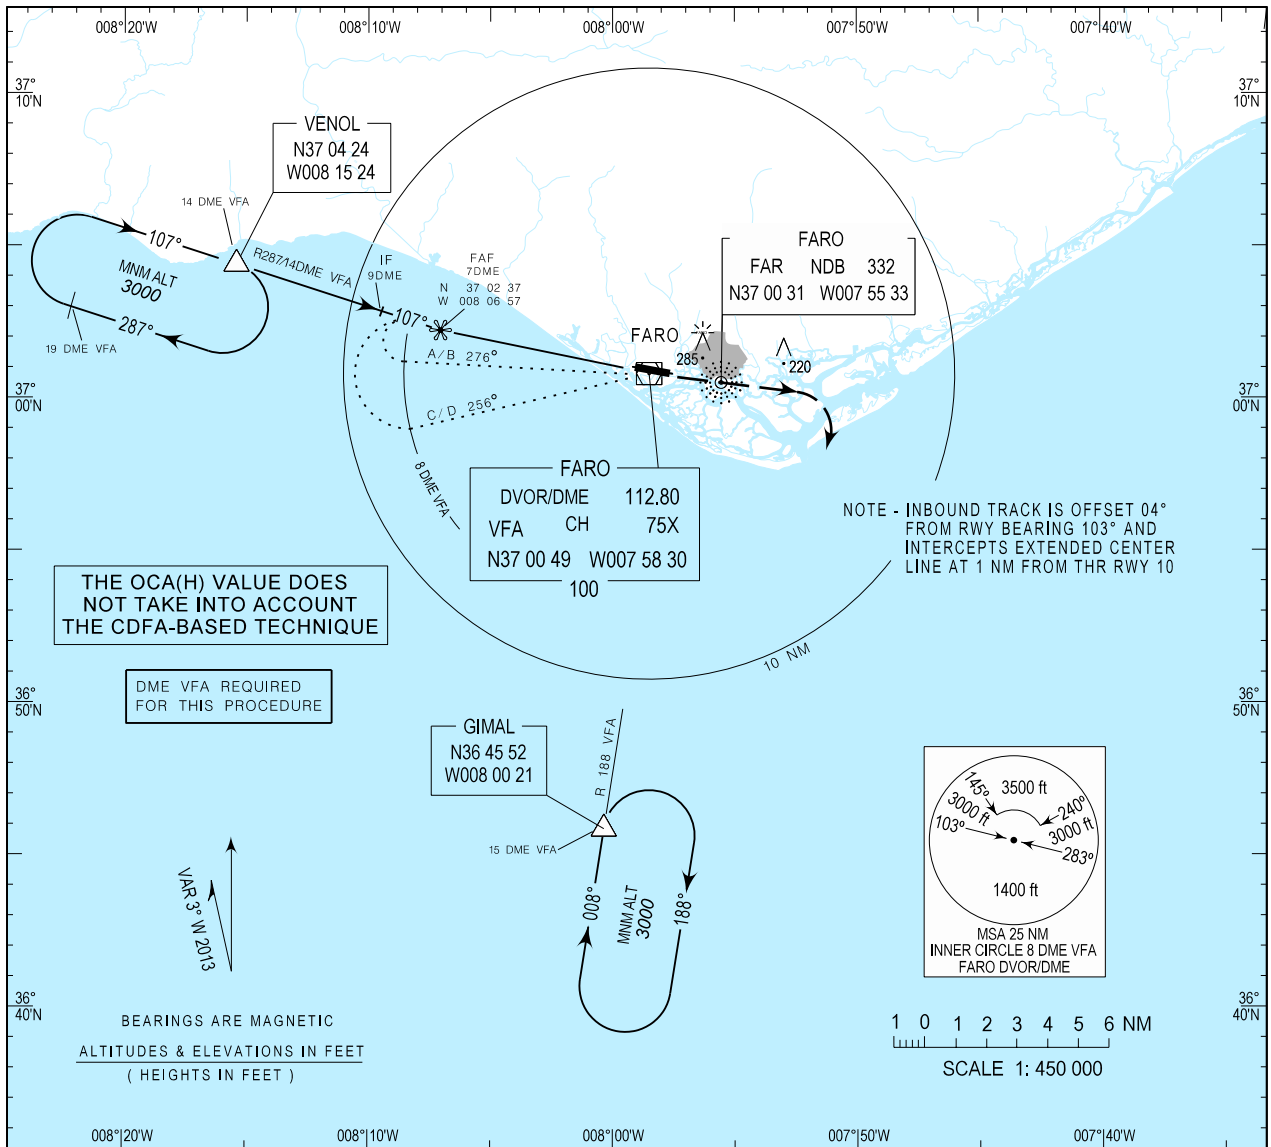 008°20'W 008°10'W 008°00'W 007°50'W 007°40'W
37° 10'N
37° 10'N
VENOL
N37 04 24
W008 15 24
14 DME VFA
107°
MNM ALT
3000
287°
19 DME VFA
R287/14DME VFA
IF
9DME
FAF
7DME
N 37 02 37
W 008 06 57
107°
A/B 276°
C/D 256°
8 DME VFA
FARO
FARO
FAR NDB 332
N37 00 31 W007 55 33
285
220
37° 00'N
37° 00'N
FARO
DVOR/DME 112.80
VFA CH 75X
N37 00 49 W007 58 30
100
NOTE - INBOUND TRACK IS OFFSET 04°
FROM RWY BEARING 103° AND
INTERCEPTS EXTENDED CENTER
LINE AT 1 NM FROM THR RWY 10
THE OCA(H) VALUE DOES
NOT TAKE INTO ACCOUNT
THE CDFA-BASED TECHNIQUE
10 NM
DME VFA REQUIRED
FOR THIS PROCEDURE
36° 50'N
36° 50'N
GIMAL
N36 45 52
W008 00 21
R 188 VFA
15 DME VFA
008°
MNM ALT
3000
188°
145°
3500 ft
240°
3000 ft
3000 ft
103°
283°
1400 ft
MSA 25 NM
INNER CIRCLE 8 DME VFA
FARO DVOR/DME
VAR 3° W 2013
36° 40'N
36° 40'N
BEARINGS ARE MAGNETIC
ALTITUDES & ELEVATIONS IN FEET
( HEIGHTS IN FEET )
1 0 1 2 3 4 5 6 NM
SCALE 1: 450 000
008°20'W 008°10'W 008°00'W 007°50'W 007°40'W